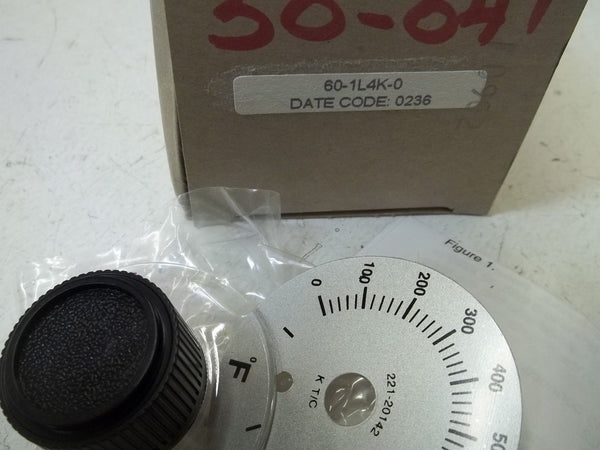 50-041
60-1L4K-0
DATE CODE: 0236
Figure 1.
0 100 200 300 400
°F
221-20142
K T/C